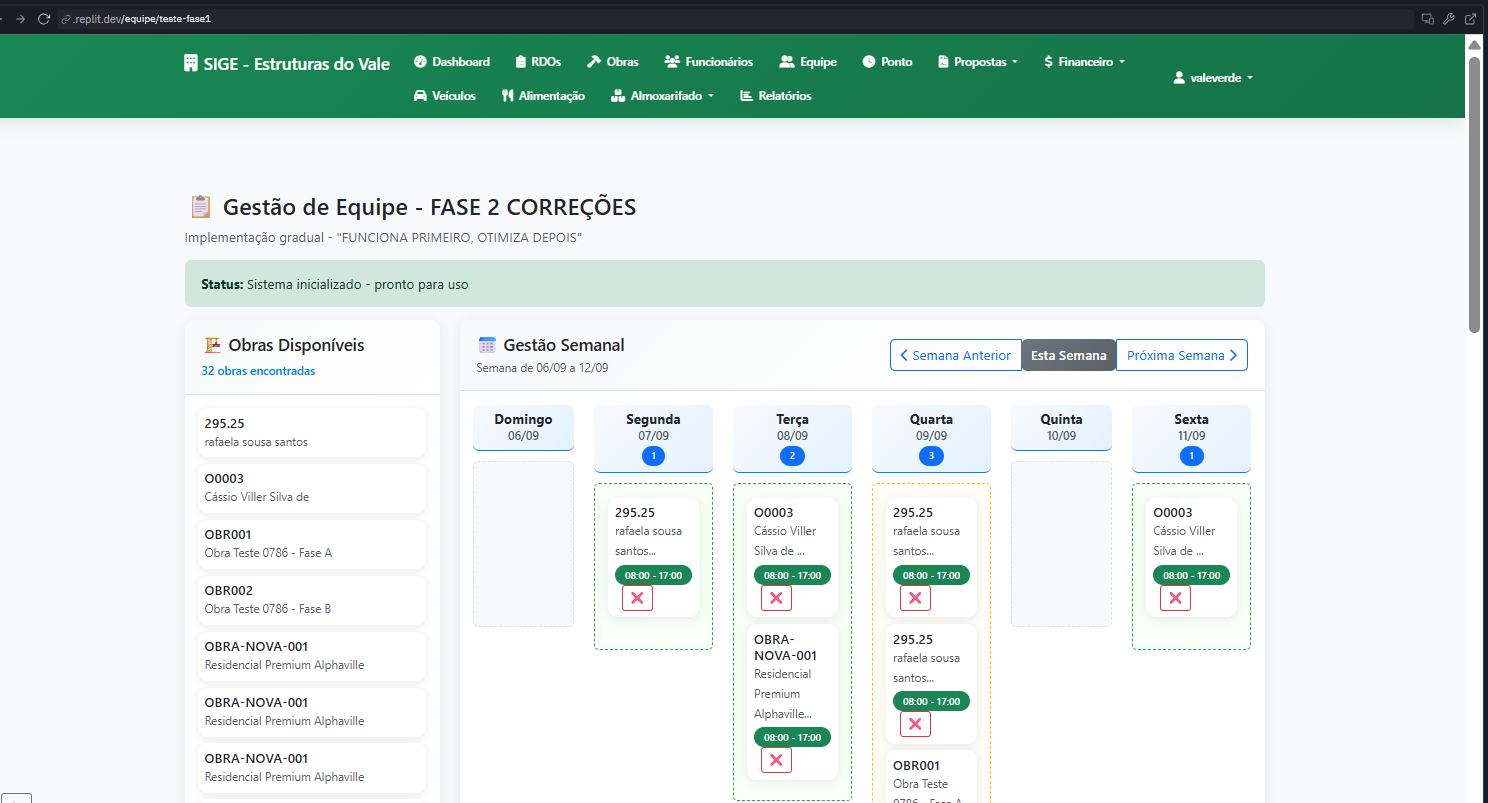 .replit.dev/equipe/teste-fase1
SIGE - Estruturas do Vale
Dashboard
RDOs
Obras
Funcionários
Equipe
Ponto
Propostas
Financeiro
Veículos
Alimentação
Almoxarifado
Relatórios
valeverde
Gestão de Equipe - FASE 2 CORREÇÕES
Implementação gradual - "FUNCIONA PRIMEIRO, OTIMIZA DEPOIS"
Status: Sistema inicializado - pronto para uso
Obras Disponíveis
32 obras encontradas
295.25
rafaela sousa santos
O0003
Cássio Viller Silva de
OBR001
Obra Teste 0786 - Fase A
OBR002
Obra Teste 0786 - Fase B
OBRA-NOVA-001
Residencial Premium Alphaville
OBRA-NOVA-001
Residencial Premium Alphaville
OBRA-NOVA-001
Residencial Premium Alphaville
Gestão Semanal
Semana de 06/09 a 12/09
Semana Anterior
Esta Semana
Próxima Semana
Domingo
06/09
Segunda
07/09
1
295.25
rafaela sousa
santos...
08:00 - 17:00
Terça
08/09
2
O0003
Cássio Viller
Silva de ...
08:00 - 17:00
OBRA-
NOVA-001
Residencial
Premium
Alphaville...
08:00 - 17:00
Quarta
09/09
3
295.25
rafaela sousa
santos...
08:00 - 17:00
295.25
rafaela sousa
santos...
08:00 - 17:00
OBR001
Obra Teste
0786 - Fase A
Quinta
10/09
Sexta
11/09
1
O0003
Cássio Viller
Silva de ...
08:00 - 17:00